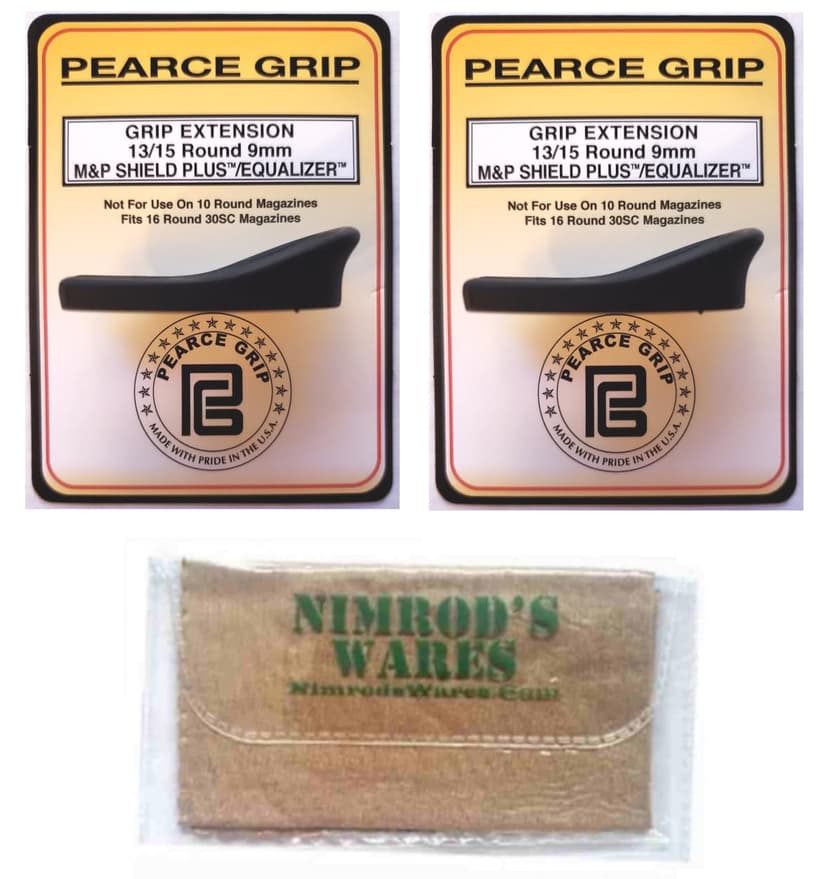 PEARCE GRIP
GRIP EXTENSION
13/15 Round 9mm
M&P SHIELD PLUS™/EQUALIZER™
Not For Use On 10 Round Magazines
Fits 16 Round 30SC Magazines
PEARCE GRIP
MADE WITH PRIDE IN THE U.S.A.
PEARCE GRIP
GRIP EXTENSION
13/15 Round 9mm
M&P SHIELD PLUS™/EQUALIZER™
Not For Use On 10 Round Magazines
Fits 16 Round 30SC Magazines
PEARCE GRIP
MADE WITH PRIDE IN THE U.S.A.
NIMROD'S
WARES
NimrodsWares.Com